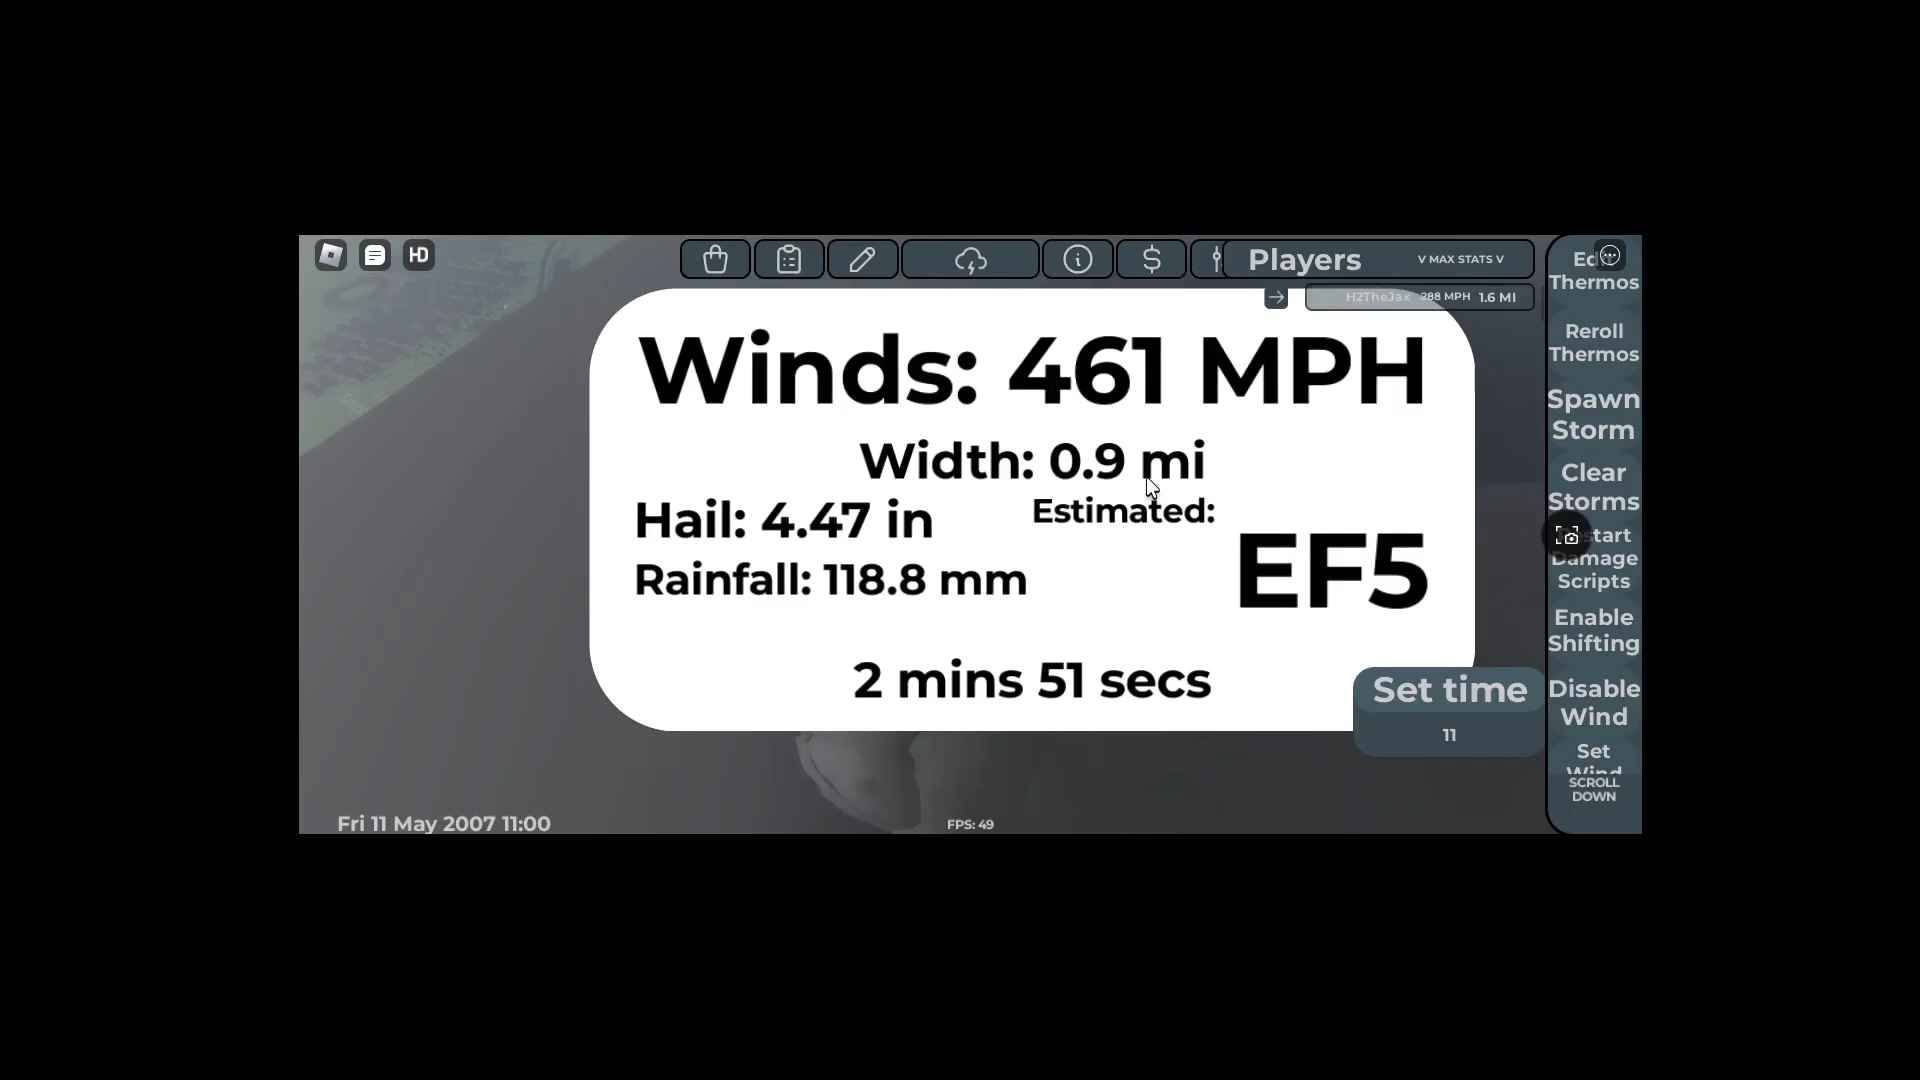 HD
Players
V MAX STATS V
H2TheJax 288 MPH 1.6 MI
Winds: 461 MPH
Width: 0.9 mi
Hail: 4.47 in
Estimated:
EF5
Rainfall: 118.8 mm
2 mins 51 secs
Thermos
Reroll
Thermos
Spawn
Storm
Clear
Storms
Damage
Scripts
Enable
Shifting
Disable
Wind
Set
Wind
SCROLL
DOWN
Set time
11
Fri 11 May 2007 11:00
FPS: 49